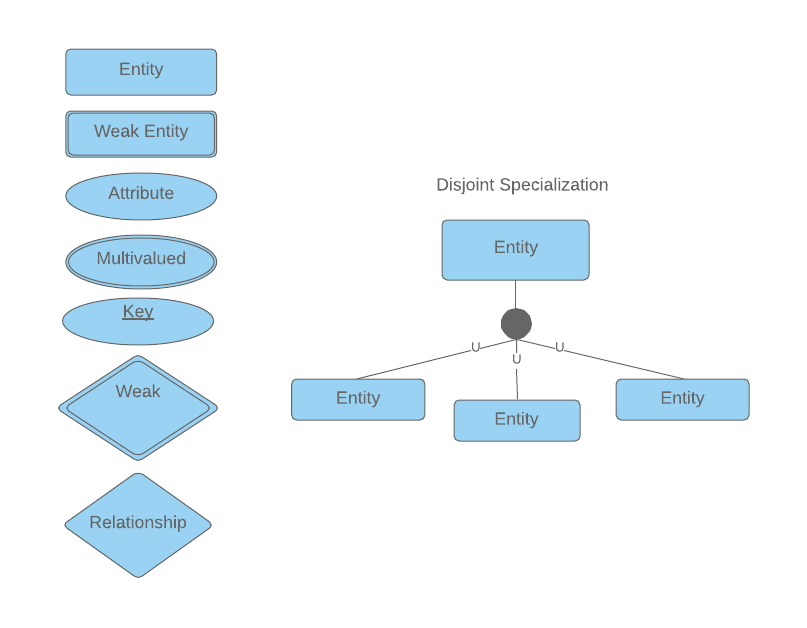 Entity
Weak Entity
Attribute
Multivalued
Key
Weak
Relationship
Disjoint Specialization
Entity
U
U
U
Entity
Entity
Entity